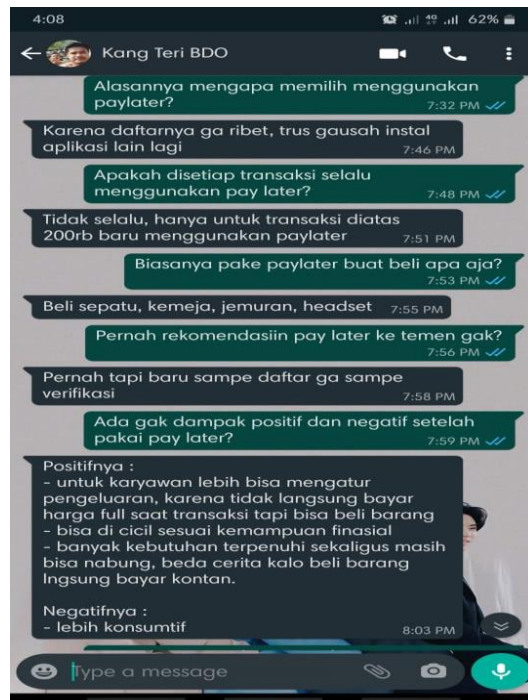 4:08
4G
62%
Kang Teri BDO
Alasannya mengapa memilih menggunakan
paylater?
7:32 PM
Karena daftarnya ga ribet, trus gausah instal
aplikasi lain lagi
7:46 PM
Apakah disetiap transaksi selalu
menggunakan pay later?
7:48 PM
Tidak selalu, hanya untuk transaksi diatas
200rb baru menggunakan paylater
7:51 PM
Biasanya pake paylater buat beli apa aja?
7:53 PM
Beli sepatu, kemeja, jemuran, headset
7:55 PM
Pernah rekomendasiin pay later ke temen gak?
7:56 PM
Pernah tapi baru sampe daftar ga sampe
verifikasi
7:58 PM
Ada gak dampak positif dan negatif setelah
pakai pay later?
7:59 PM
Positifnya :
- untuk karyawan lebih bisa mengatur
pengeluaran, karena tidak langsung bayar
harga full saat transaksi tapi bisa beli barang
- bisa di cicil sesuai kemampuan finasial
- banyak kebutuhan terpenuhi sekaligus masih
bisa nabung, beda cerita kalo beli barang
lngsung bayar kontan.
Negatifnya :
- lebih konsumtif
8:03 PM
Type a message